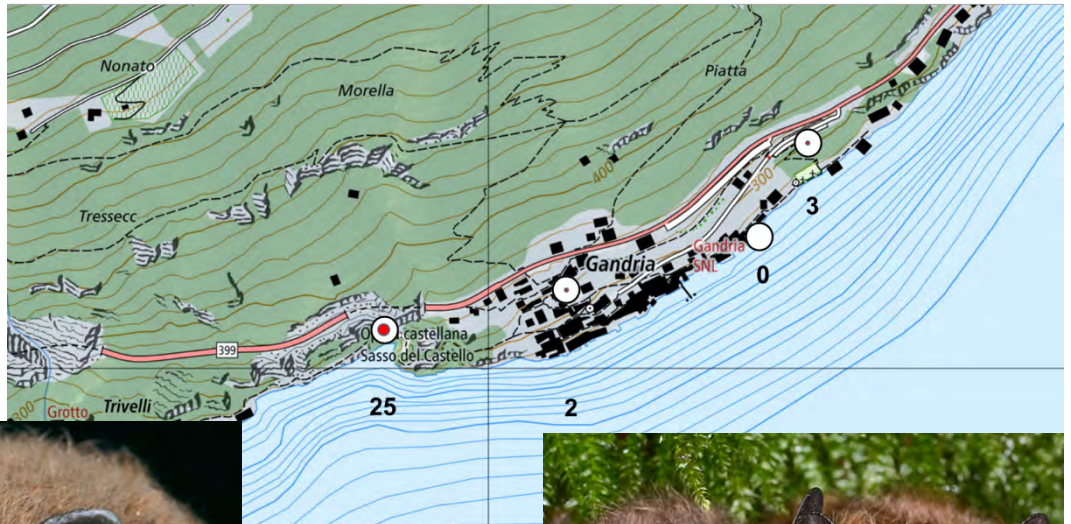 Nonato
Morella
Piatta
400
300
Tressecc
3
Gandria
Gandria
SNL
0
castellana
Sasso del Castello
399
300
Grotto
Trivelli
25
2